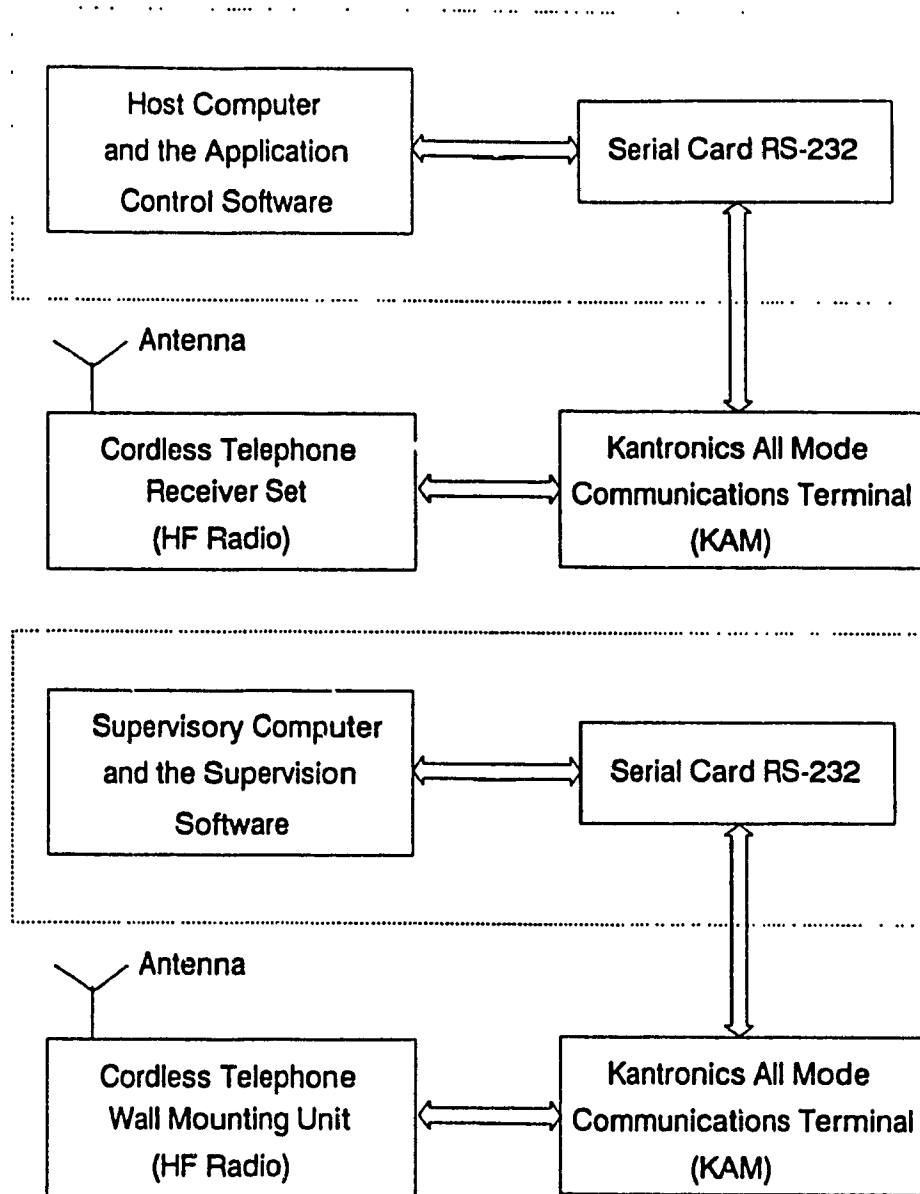 Host Computer
and the Application
Control Software
Serial Card RS-232
Antenna
Cordless Telephone
Receiver Set
(HF Radio)
Kantronics All Mode
Communications Terminal
(KAM)
Supervisory Computer
and the Supervision
Software
Serial Card RS-232
Antenna
Cordless Telephone
Wall Mounting Unit
(HF Radio)
Kantronics All Mode
Communications Terminal
(KAM)